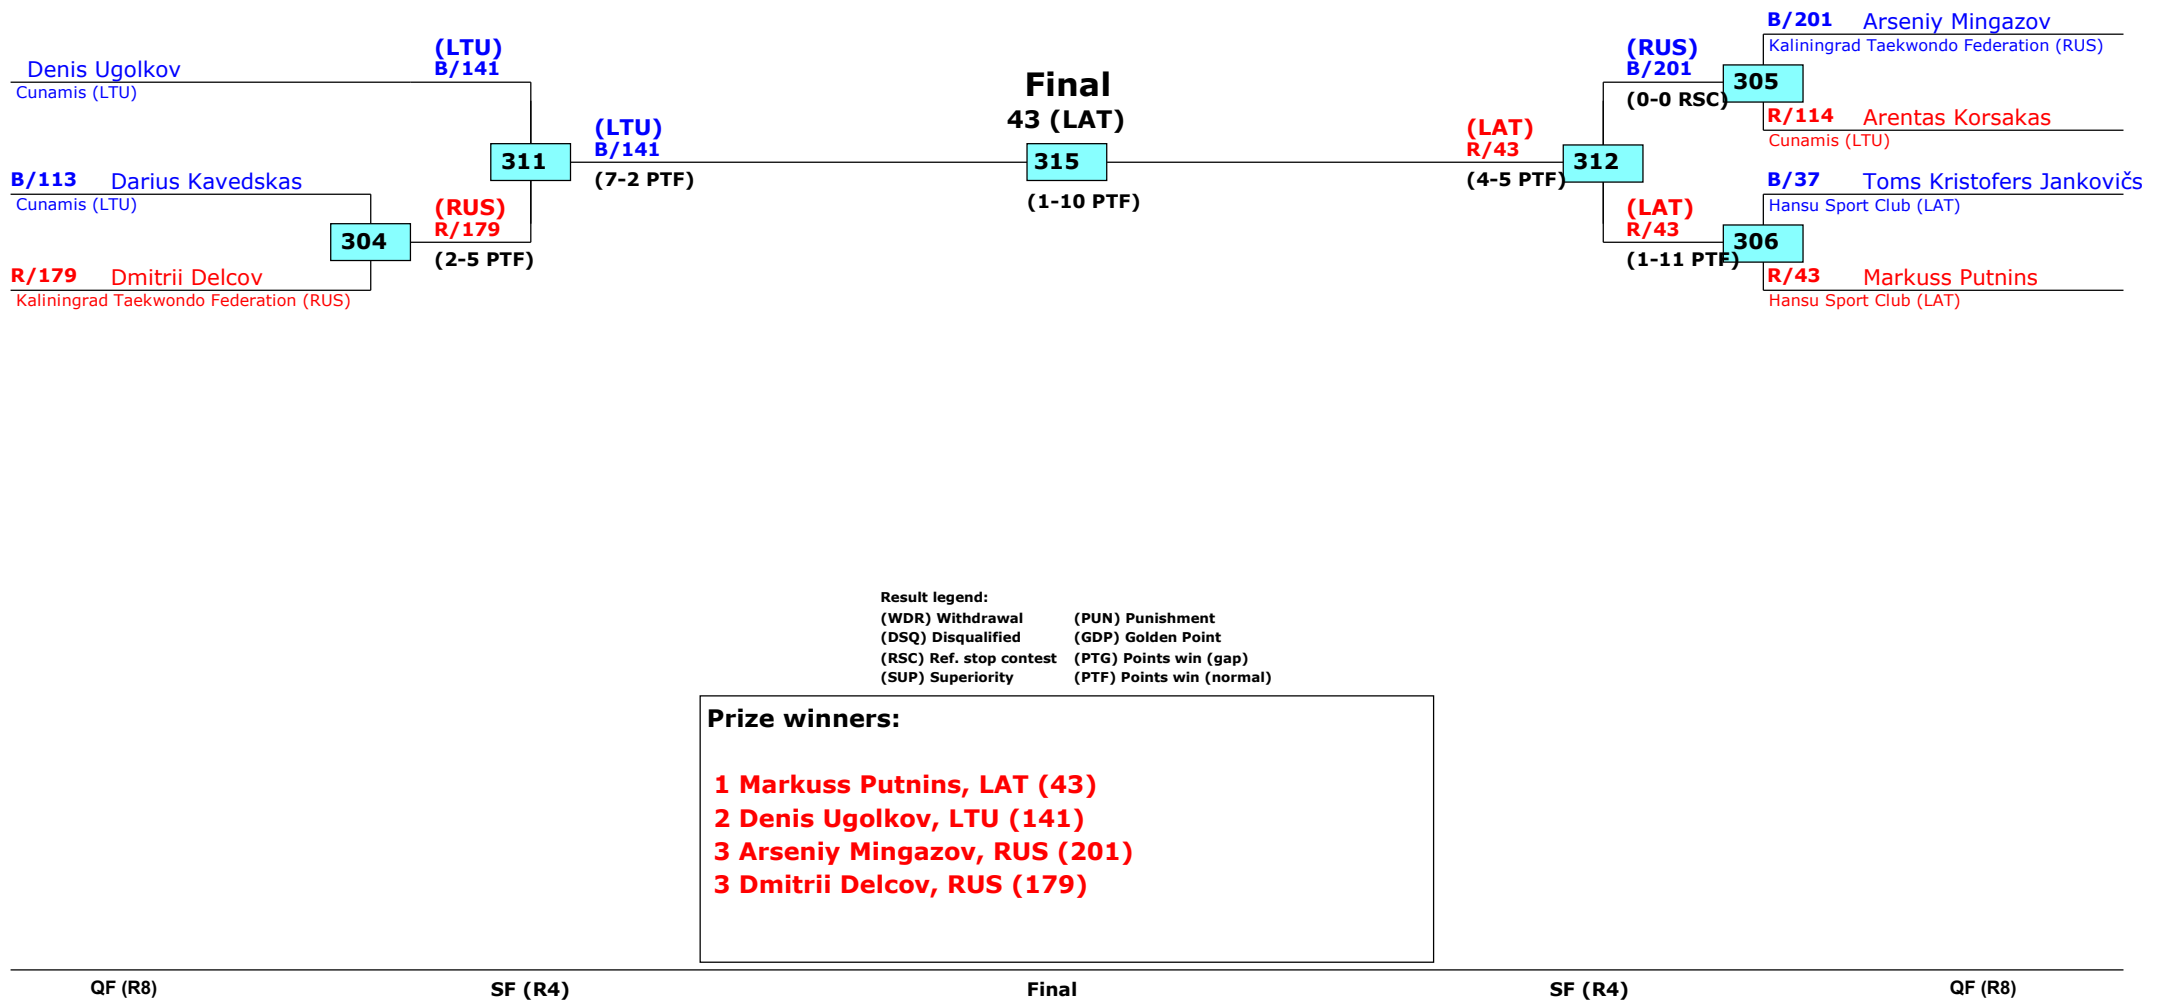 Denis Ugolkov
Cunamis (LTU)
(LTU)
B/141
B/113 Darius Kavedskas
Cunamis (LTU)
304
R/179 Dmitrii Delcov
Kaliningrad Taekwondo Federation (RUS)
(RUS)
R/179
(2-5 PTF)
311
(LTU)
B/141
(7-2 PTF)
Final
43 (LAT)
315
(1-10 PTF)
(LAT)
R/43
(4-5 PTF)
312
(RUS)
B/201
(0-0 RSC)
305
B/201 Arseniy Mingazov
Kaliningrad Taekwondo Federation (RUS)
R/114 Arentas Korsakas
Cunamis (LTU)
(LAT)
R/43
(1-11 PTF)
306
B/37 Toms Kristofers Jankovičs
Hansu Sport Club (LAT)
R/43 Markuss Putnins
Hansu Sport Club (LAT)
Result legend:
(WDR) Withdrawal (PUN) Punishment
(DSQ) Disqualified (GDP) Golden Point
(RSC) Ref. stop contest (PTG) Points win (gap)
(SUP) Superiority (PTF) Points win (normal)
Prize winners:
1 Markuss Putnins, LAT (43)
2 Denis Ugolkov, LTU (141)
3 Arseniy Mingazov, RUS (201)
3 Dmitrii Delcov, RUS (179)
QF (R8) SF (R4) Final SF (R4) QF (R8)